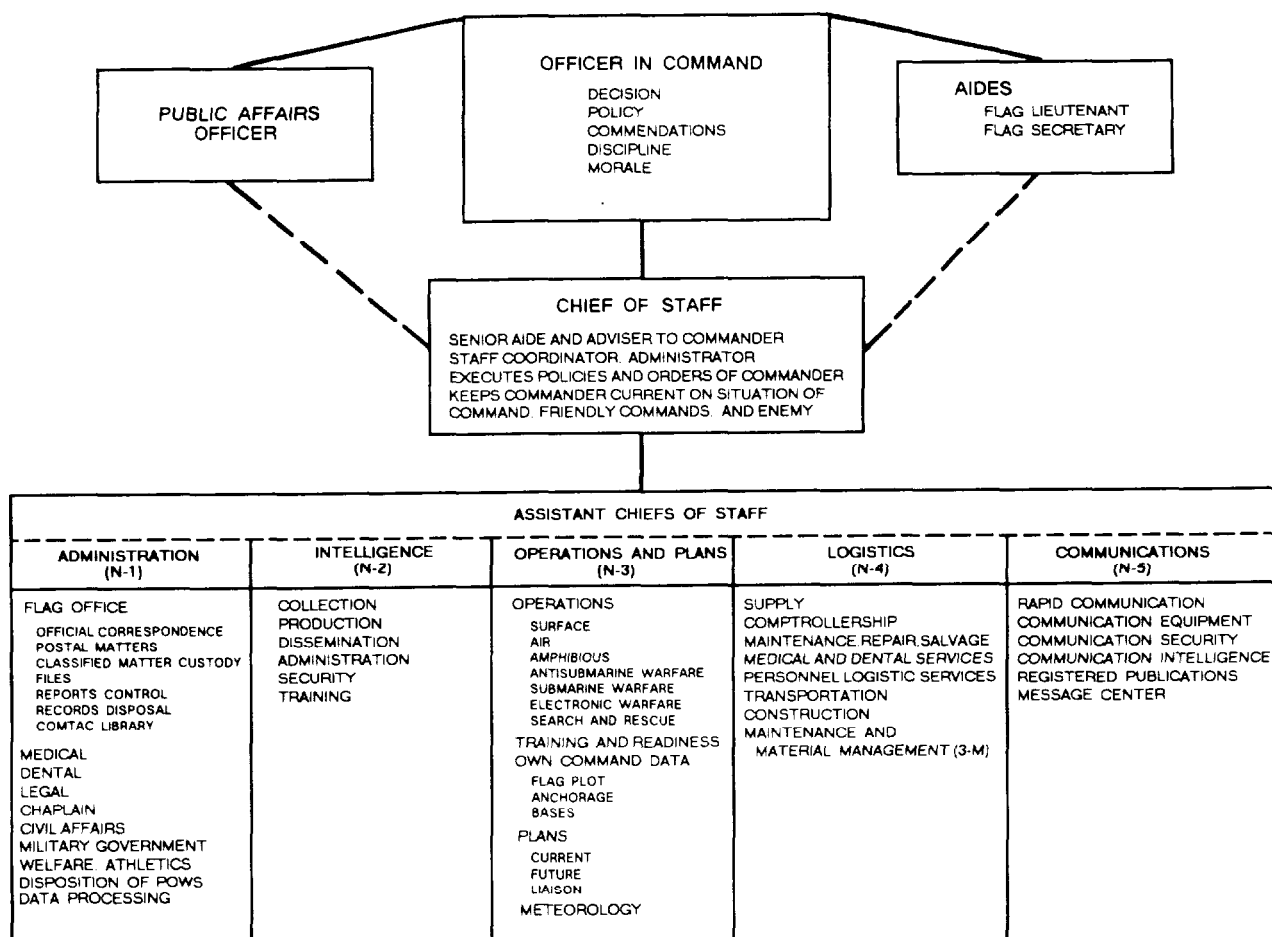 OFFICER IN COMMAND
DECISION
POLICY
COMMENDATIONS
DISCIPLINE
MORALE
PUBLIC AFFAIRS
OFFICER
AIDES
FLAG LIEUTENANT
FLAG SECRETARY
CHIEF OF STAFF
SENIOR AIDE AND ADVISER TO COMMANDER
STAFF COORDINATOR. ADMINISTRATOR
EXECUTES POLICIES AND ORDERS OF COMMANDER
KEEPS COMMANDER CURRENT ON SITUATION OF
COMMAND. FRIENDLY COMMANDS. AND ENEMY
ASSISTANT CHIEFS OF STAFF
ADMINISTRATION
(N-1)
FLAG OFFICE
OFFICIAL CORRESPONDENCE
POSTAL MATTERS
CLASSIFIED MATTER CUSTODY
FILES
REPORTS CONTROL
RECORDS DISPOSAL
COMTAC LIBRARY
MEDICAL
DENTAL
LEGAL
CHAPLAIN
CIVIL AFFAIRS
MILITARY GOVERNMENT
WELFARE. ATHLETICS
DISPOSITION OF POWS
DATA PROCESSING
INTELLIGENCE
(N-2)
COLLECTION
PRODUCTION
DISSEMINATION
ADMINISTRATION
SECURITY
TRAINING
OPERATIONS AND PLANS
(N-3)
OPERATIONS
SURFACE
AIR
AMPHIBIOUS
ANTISUBMARINE WARFARE
SUBMARINE WARFARE
ELECTRONIC WARFARE
SEARCH AND RESCUE
TRAINING AND READINESS
OWN COMMAND DATA
FLAG PLOT
ANCHORAGE
BASES
PLANS
CURRENT
FUTURE
LIAISON
METEOROLOGY
LOGISTICS
(N-4)
SUPPLY
COMPTROLLERSHIP
MAINTENANCE.REPAIR.SALVAGE
MEDICAL AND DENTAL SERVICES
PERSONNEL LOGISTIC SERVICES
TRANSPORTATION
CONSTRUCTION
MAINTENANCE AND
MATERIAL MANAGEMENT (3-M)
COMMUNICATIONS
(N-5)
RAPID COMMUNICATION
COMMUNICATION EQUIPMENT
COMMUNICATION SECURITY
COMMUNICATION INTELLIGENCE
REGISTERED PUBLICATIONS
MESSAGE CENTER